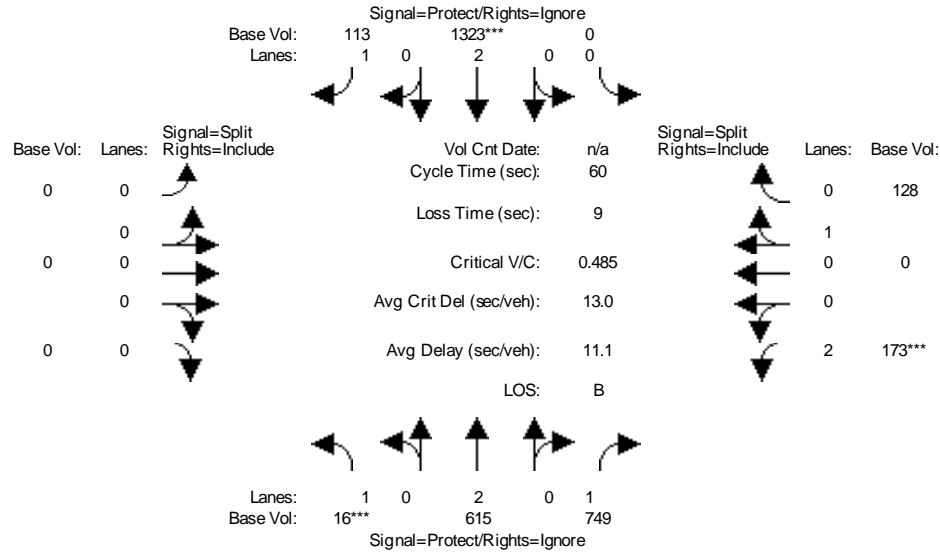 Signal=Protect/Rights=Ignore
Base Vol: 113 1323*** 0
Lanes: 1 0 2 0 0
Signal=Split Signal=Split
Base Vol: Lanes: Rights=Include Vol Cnt Date: n/a Rights=Include Lanes: Base Vol:
Cycle Time (sec): 60
0 0 0 128
Loss Time (sec): 9
0 1
0 0 Critical V/C: 0.485 0 0
0 Avg Crit Del (sec/veh): 13.0 0
0 0 Avg Delay (sec/veh): 11.1 2 173***
LOS: B
Lanes: 1 0 2 0 1
Base Vol: 16*** 615 749
Signal=Protect/Rights=Ignore